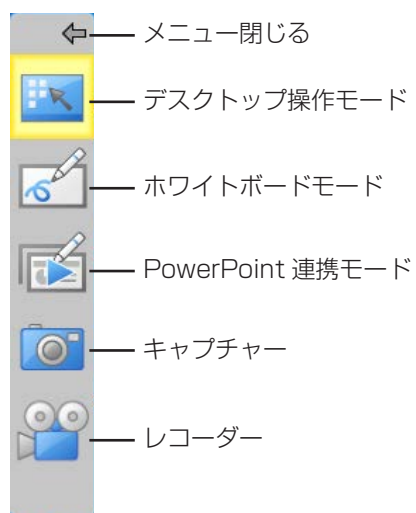 メニュー閉じる
デスクトップ操作モード
ホワイトボードモード
PowerPoint 連携モード
キャプチャー
レコーダー